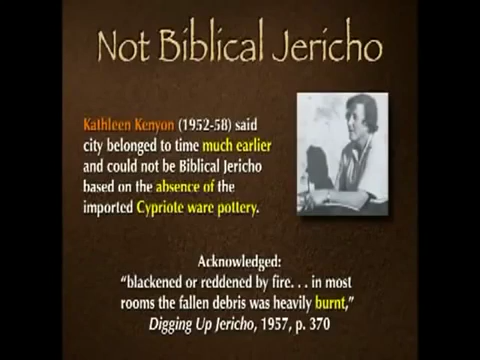 Not Biblical Jericho
Kathleen Kenyon (1952-58) said
city belonged to time much earlier
and could not be Biblical Jericho
based on the absence of the
imported Cypriote ware pottery.
Acknowledged:
“blackened or reddened by fire. . . in most
rooms the fallen debris was heavily burnt,”
Digging Up Jericho, 1957, p. 370